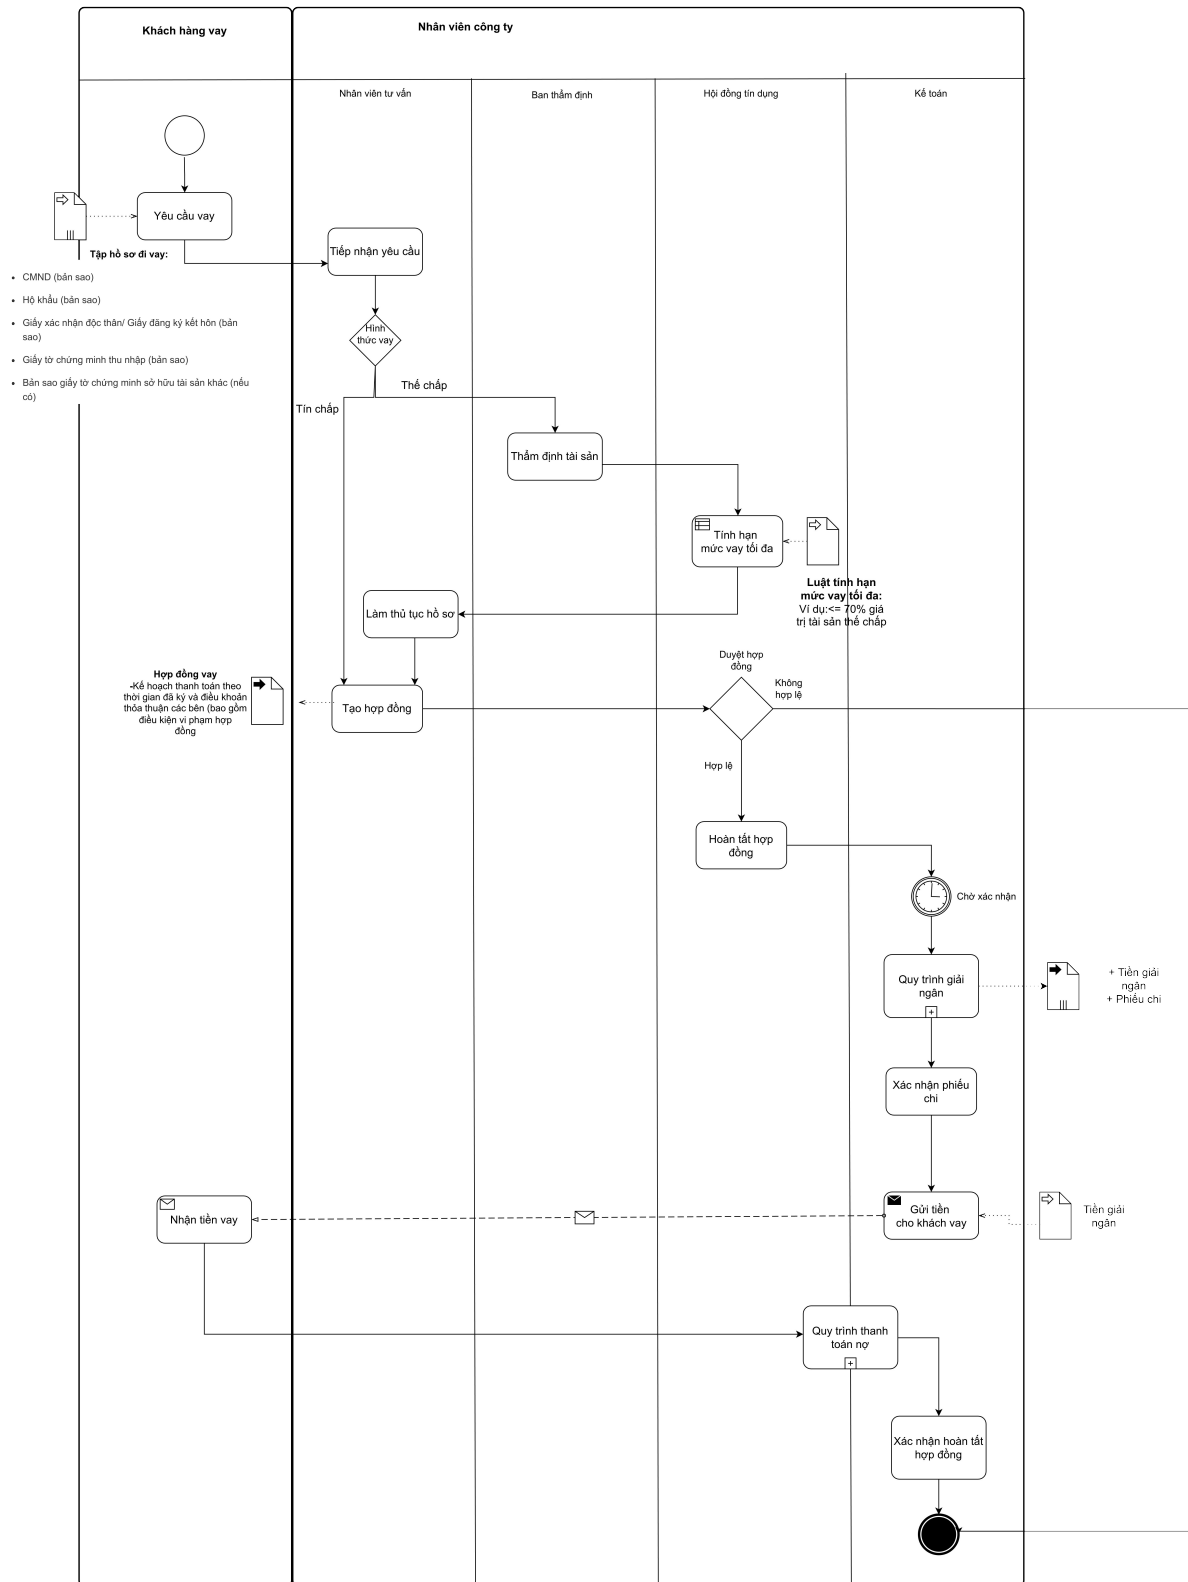 Khách hàng vay
Nhân viên công ty
Nhân viên tư vấn
Ban thẩm định
Hội đồng tín dụng
Kế toán
Yêu cầu vay
Tập hồ sơ đi vay:
CMND (bản sao)
Hộ khẩu (bản sao)
Giấy xác nhận độc thân/ Giấy đăng ký kết hôn (bản
sao)
Giấy tờ chứng minh thu nhập (bản sao)
Bản sao giấy tờ chứng minh sở hữu tài sản khác (nếu
có)
Tiếp nhận yêu cầu
Hình
thức vay
Thế chấp
Tín chấp
Thẩm định tài sản
Tính hạn
mức vay tối đa
Luật tính hạn
mức vay tối đa:
Ví dụ:<= 70% giá
trị tài sản thế chấp
Làm thủ tục hồ sơ
Hợp đồng vay
-Kế hoạch thanh toán theo
thời gian đã ký và điều khoản
thỏa thuận các bên (bao gồm
điều kiện vi phạm hợp
đồng
Tạo hợp đồng
Duyệt hợp
đồng
Không
hợp lệ
Hợp lệ
Hoàn tất hợp
đồng
Chờ xác nhận
Quy trình giải
ngân
+ Tiền giải
ngân
+ Phiếu chi
Xác nhận phiếu
chi
Nhận tiền vay
Gửi tiền
cho khách vay
Tiền giải
ngân
Quy trình thanh
toán nợ
Xác nhận hoàn tất
hợp đồng